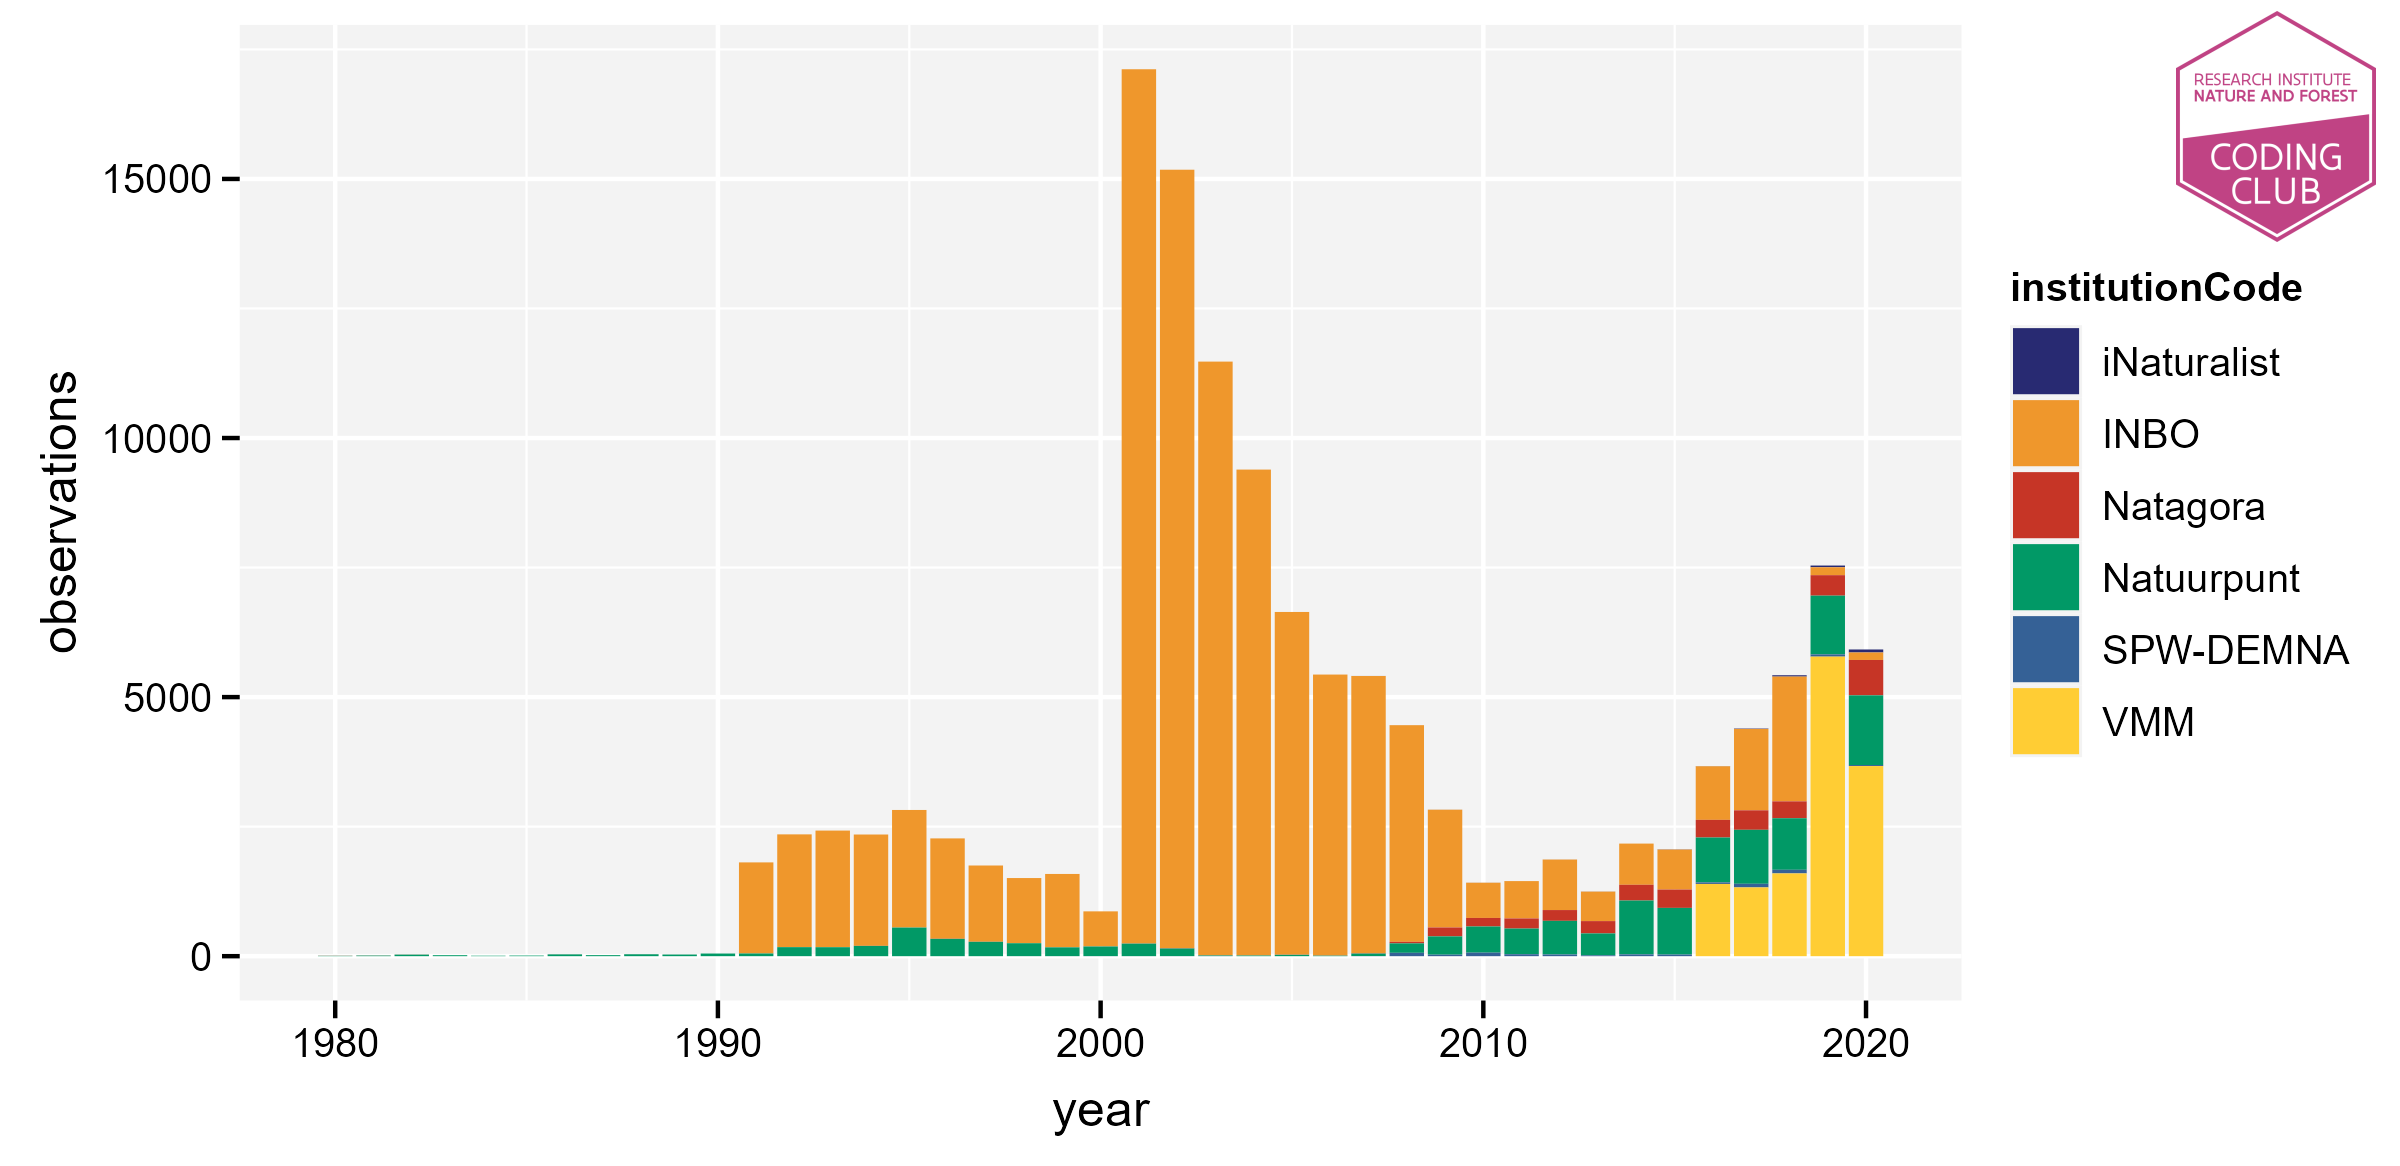 RESEARCH INSTITUTE
NATURE AND FOREST
CODING
CLUB
observations
15000
10000
5000
0
1980
1990
2000
2010
2020
year
institutionCode
iNaturalist
INBO
Natagora
Natuurpunt
SPW-DEMNA
VMM